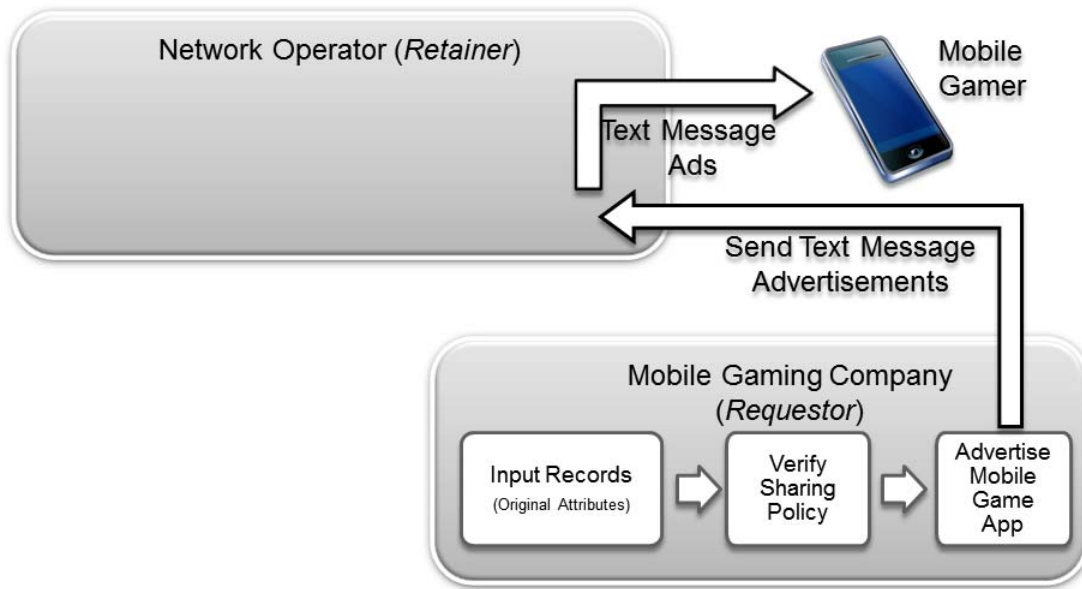 Network Operator (Retainer)
Mobile
Gamer
Text Message
Ads
Send Text Message
Advertisements
Mobile Gaming Company
(Requestor)
Input Records
(Original Attributes)
Verify
Sharing
Policy
Advertise
Mobile
Game
App